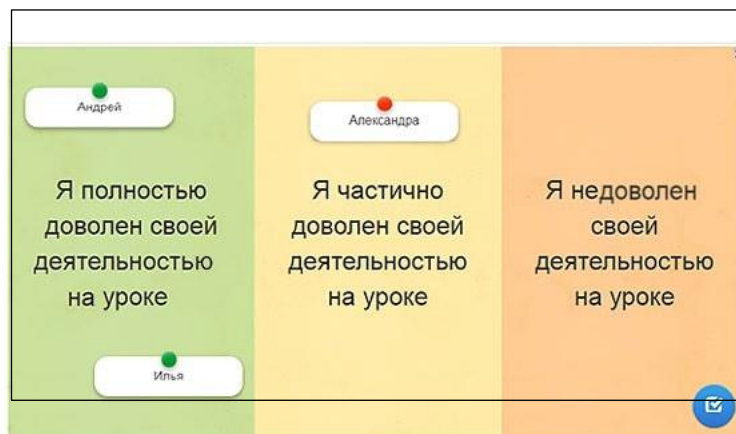 Андрей
Я полностью
доволен своей
деятельностью
на уроке
Илья
Александра
Я частично
доволен своей
деятельностью
на уроке
Я недоволен
своей
деятельностью
на уроке